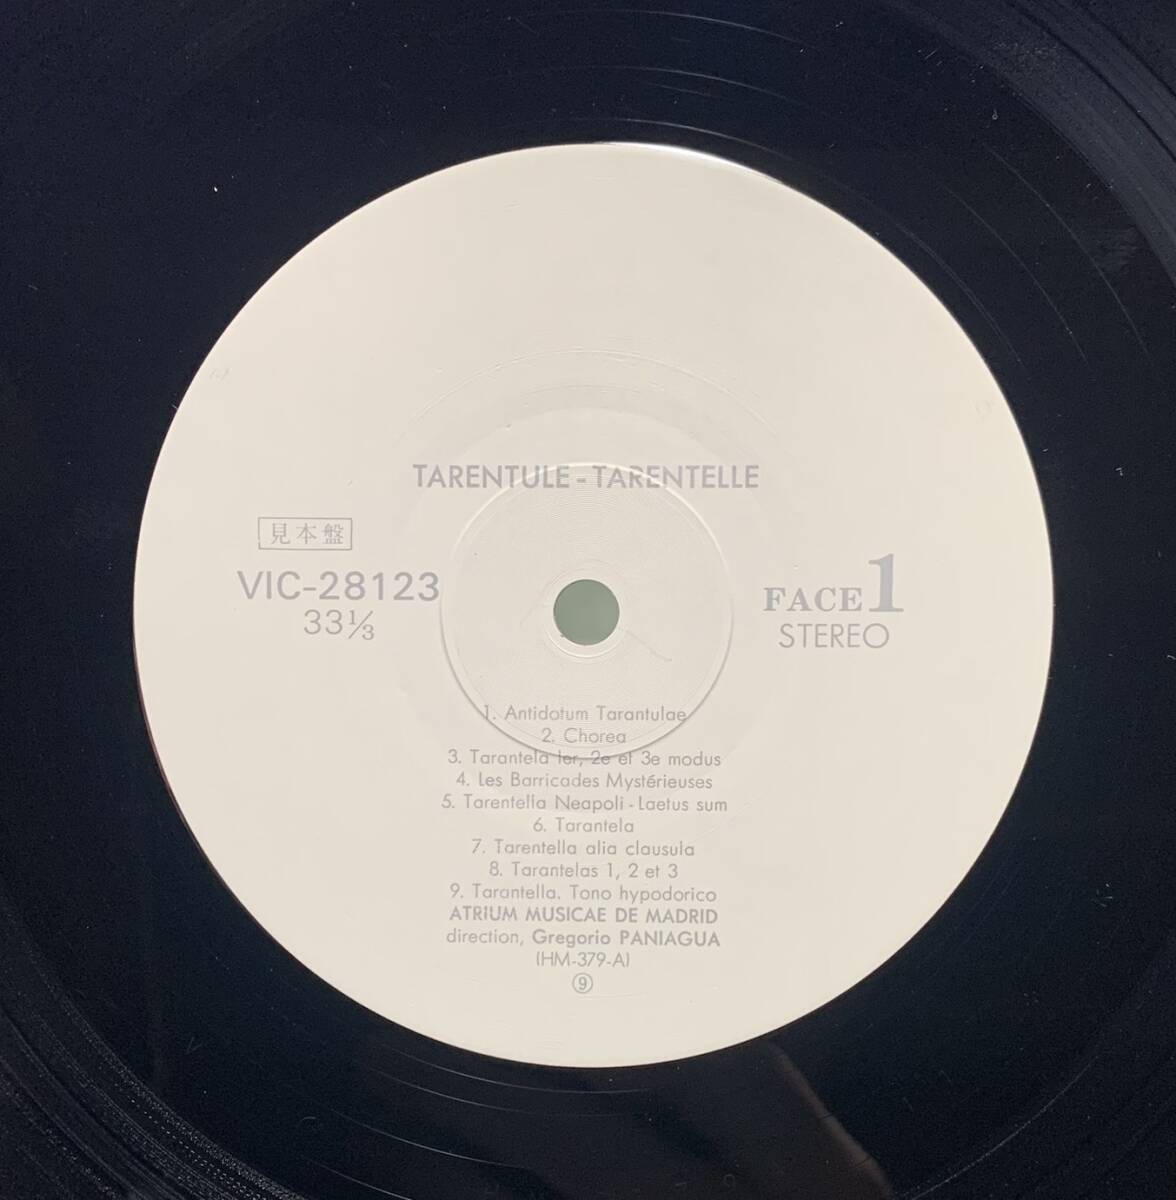 TARENTULE - TARENTELLE
見本盤
VIC-28123
33⅓
FACE 1
STEREO
1. Antidotum Tarantulae
2. Chorea
3. Tarantela 1er, 2e et 3e modus
4. Les Barricades Mystérieuses
5. Tarentella Neapoli - Laetus sum
6. Tarantela
7. Tarentella alia clausula
8. Tarantelas 1, 2 et 3
9. Tarantella. Tono hypodorico
ATRIUM MUSICAE DE MADRID
direction, Gregorio PANIAGUA
(HM-379-A)
⑨